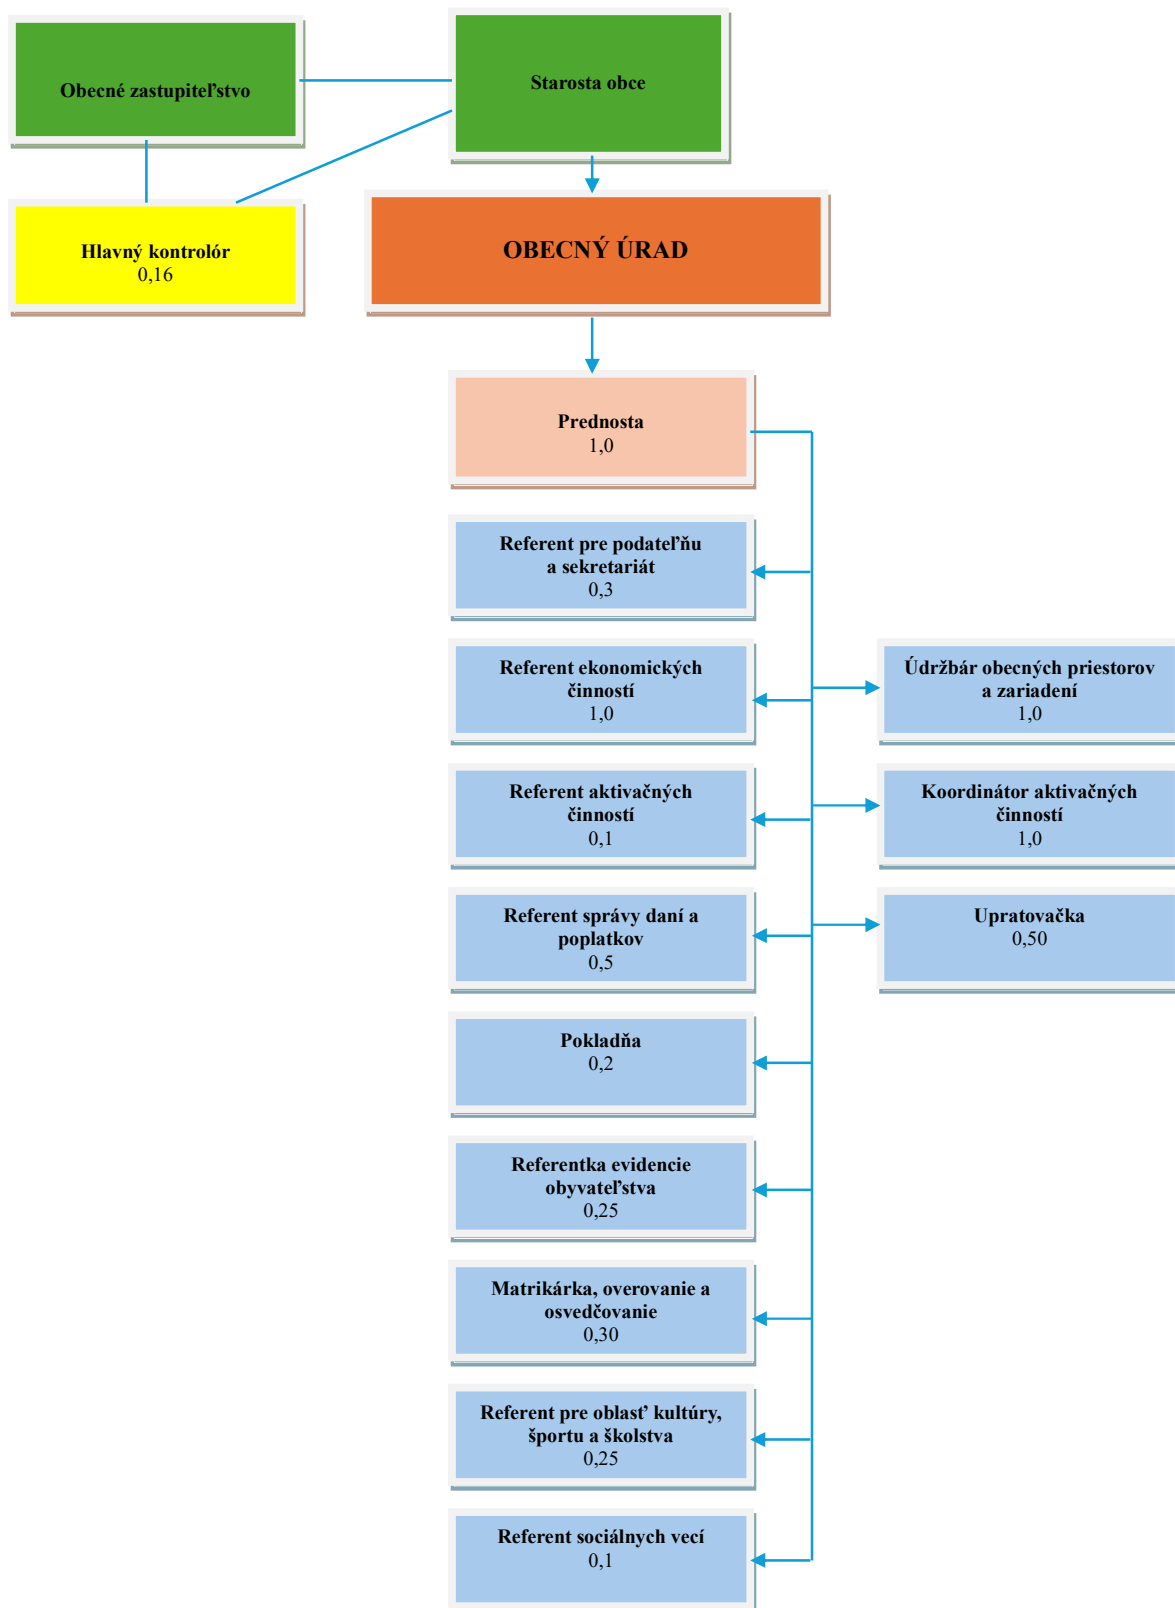 Obecné zastupiteľstvo
Starosta obce
Hlavný kontrolór
0,16
OBECNÝ ÚRAD
Prednosta
1,0
Referent pre podateľňu
a sekretariát
0,3
Referent ekonomických
činností
1,0
Údržbár obecných priestorov
a zariadení
1,0
Referent aktivačných
činností
0,1
Koordinátor aktivačných
činností
1,0
Referent správy daní a
poplatkov
0,5
Upratovačka
0,50
Pokladňa
0,2
Referentka evidencie
obyvateľstva
0,25
Matrikárka, overovanie a
osvedčovanie
0,30
Referent pre oblasť kultúry,
športu a školstva
0,25
Referent sociálnych vecí
0,1